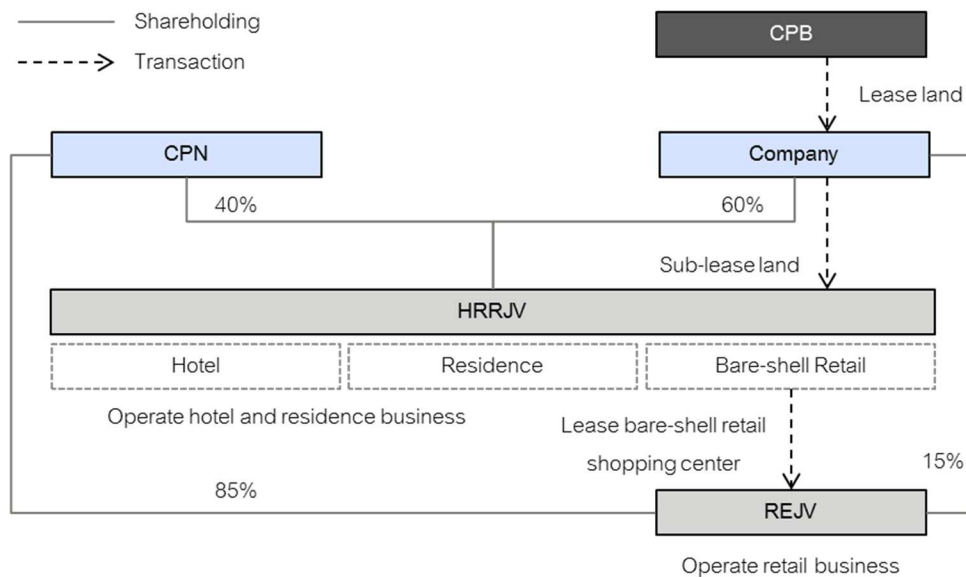 Shareholding
CPB
Transaction
Lease land
CPN
Company
40%
60%
Sub-lease land
HRRJV
Hotel
Residence
Bare-shell Retail
Operate hotel and residence business
Lease bare-shell retail
shopping center
15%
85%
REJV
Operate retail business